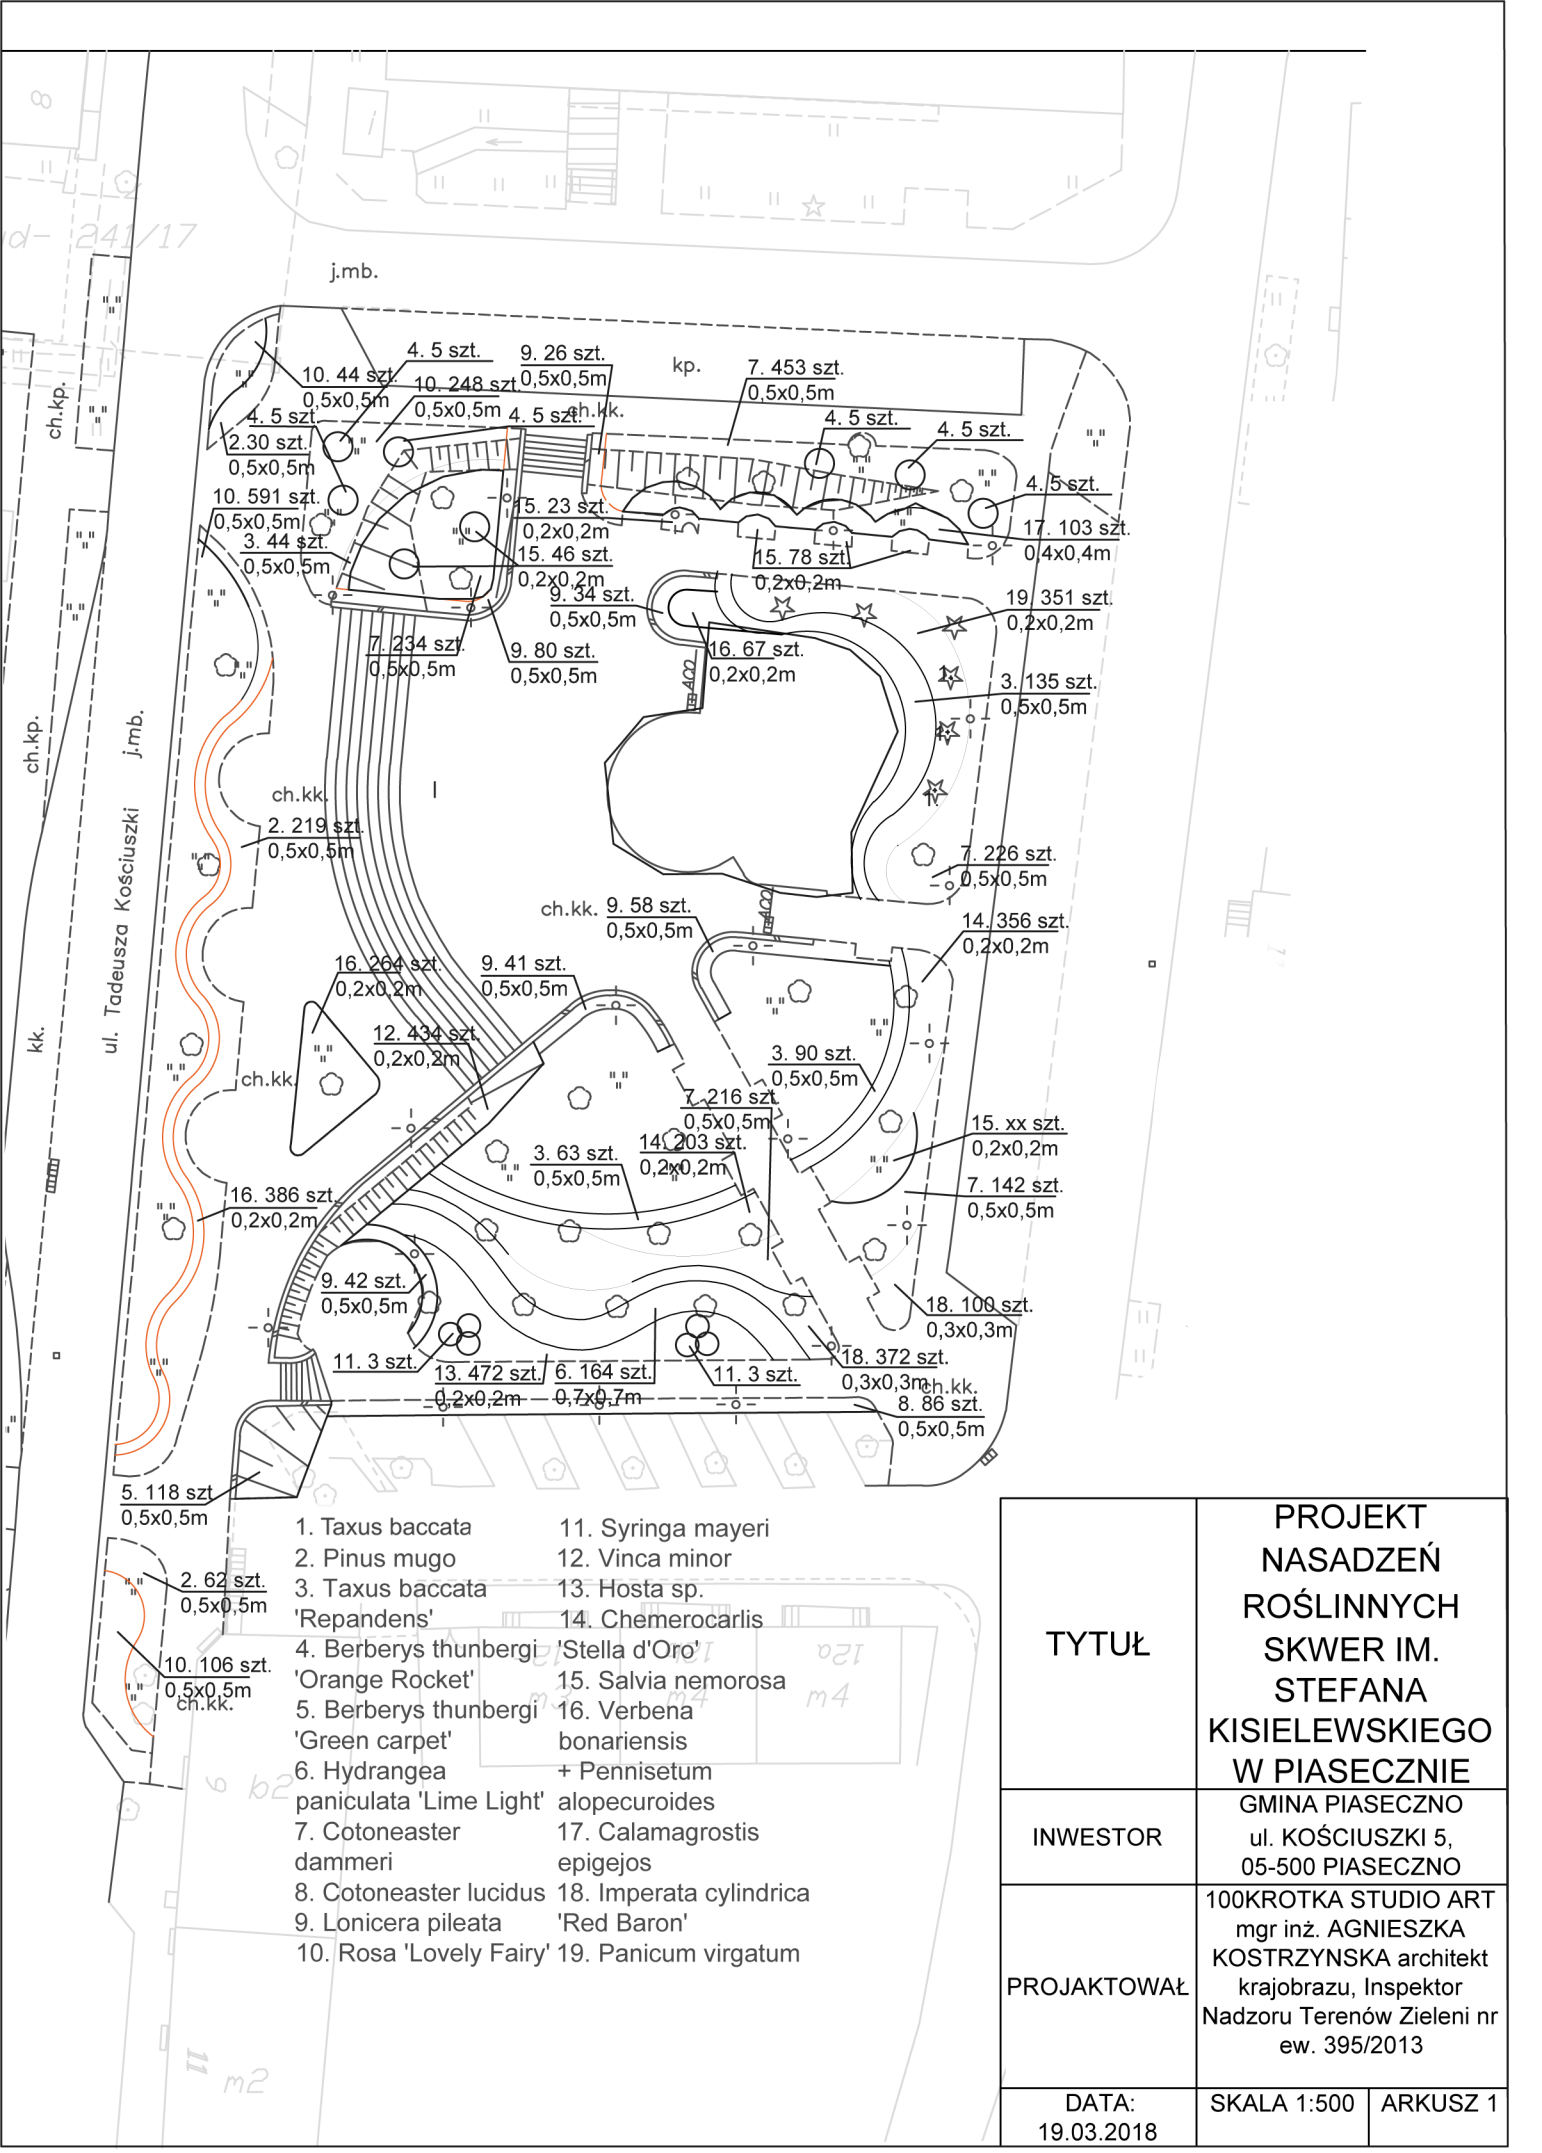 8
ad- 241/17
j.mb.
4. 5 szt.
9. 26 szt.
0,5x0,5m
kp.
7. 453 szt.
0,5x0,5m
10. 44 szt.
0,5x0,5m
10. 248 szt.
0,5x0,5m
4. 5 szt.
4. 5 szt.
ch.kk.
4. 5 szt.
4. 5 szt.
2.30 szt.
0,5x0,5m
ch.kp.
10. 591 szt.
0,5x0,5m
4. 5 szt.
15. 23 szt.
0,2x0,2m
17. 103 szt.
0,4x0,4m
3. 44 szt.
0,5x0,5m
15. 46 szt.
0,2x0,2m
15. 78 szt.
0,2x0,2m
9. 34 szt.
0,5x0,5m
19. 351 szt.
0,2x0,2m
7. 234 szt.
0,5x0,5m
9. 80 szt.
0,5x0,5m
16. 67 szt.
0,2x0,2m
ACO
3. 135 szt.
0,5x0,5m
ch.kp.
j.mb.
ul. Tadeusza Kościuszki
ch.kk.
2. 219 szt.
0,5x0,5m
7. 226 szt.
0,5x0,5m
ch.kk.
9. 58 szt.
0,5x0,5m
ACO
14. 356 szt.
0,2x0,2m
16. 264 szt.
0,2x0,2m
9. 41 szt.
0,5x0,5m
kk.
12. 434 szt.
0,2x0,2m
ch.kk.
3. 90 szt.
0,5x0,5m
7. 216 szt.
0,5x0,5m
15. xx szt.
0,2x0,2m
3. 63 szt.
0,5x0,5m
14. 203 szt.
0,2x0,2m
16. 386 szt.
0,2x0,2m
7. 142 szt.
0,5x0,5m
9. 42 szt.
0,5x0,5m
18. 100 szt.
0,3x0,3m
11. 3 szt.
13. 472 szt.
0,2x0,2m
6. 164 szt.
0,7x0,7m
11. 3 szt.
18. 372 szt.
0,3x0,3m
ch.kk.
8. 86 szt.
0,5x0,5m
5. 118 szt.
0,5x0,5m
2. 62 szt.
0,5x0,5m
10. 106 szt.
0,5x0,5m
ch.kk.
1. Taxus baccata
2. Pinus mugo
3. Taxus baccata
'Repandens'
4. Berberys thunbergi
'Orange Rocket'
5. Berberys thunbergi
'Green carpet'
6. Hydrangea
paniculata 'Lime Light'
7. Cotoneaster
dammeri
8. Cotoneaster lucidus
9. Lonicera pileata
10. Rosa 'Lovely Fairy'
11. Syringa mayeri
12. Vinca minor
13. Hosta sp.
14. Chemerocarlis
'Stella d'Oro'
15. Salvia nemorosa
16. Verbena
bonariensis
+ Pennisetum
alopecuroides
17. Calamagrostis
epigejos
18. Imperata cylindrica
'Red Baron'
19. Panicum virgatum
12a
m3
m4
m4
11
m2
TYTUŁ
PROJEKT
NASADZEŃ
ROŚLINNYCH
SKWER IM.
STEFANA
KISIELEWSKIEGO
W PIASECZNIE
INWESTOR
GMINA PIASECZNO
ul. KOŚCIUSZKI 5,
05-500 PIASECZNO
PROJAKTOWAŁ
100KROTKA STUDIO ART
mgr inż. AGNIESZKA
KOSTRZYNSKA architekt
krajobrazu, Inspektor
Nadzoru Terenów Zieleni nr
ew. 395/2013
DATA:
19.03.2018
SKALA 1:500
ARKUSZ 1